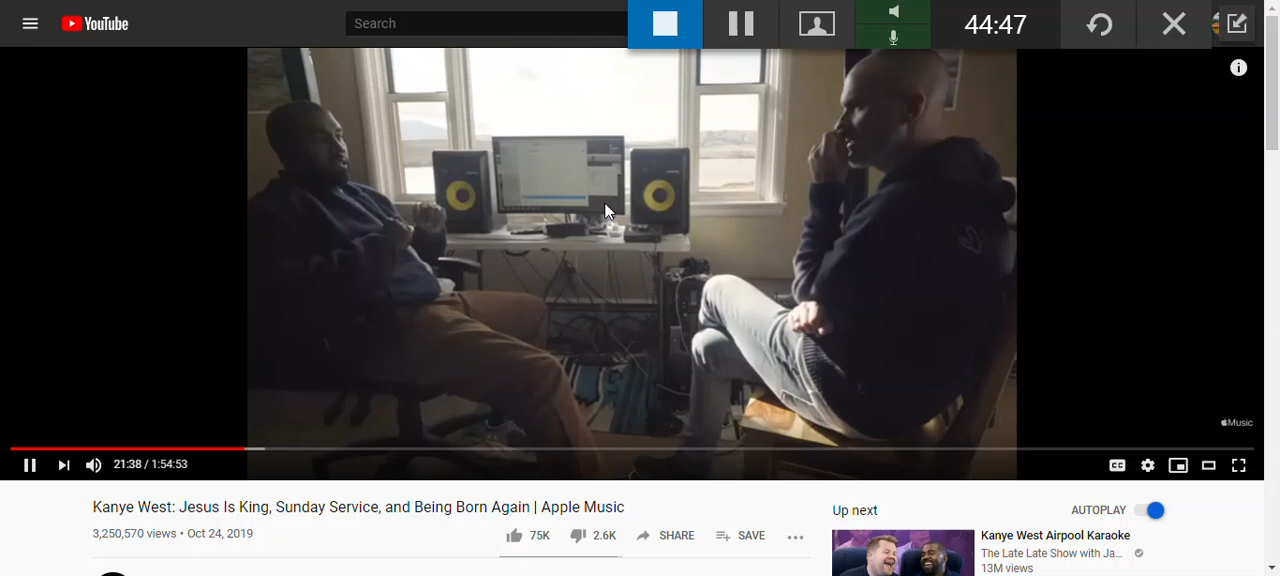 YouTube
Search
44:47
Music
21:38 / 1:54:53
CC
Kanye West: Jesus Is King, Sunday Service, and Being Born Again | Apple Music
3,250,570 views • Oct 24, 2019
75K
2.6K
SHARE
SAVE
Up next
AUTOPLAY
Kanye West Airpool Karaoke
The Late Late Show with Ja...
13M views